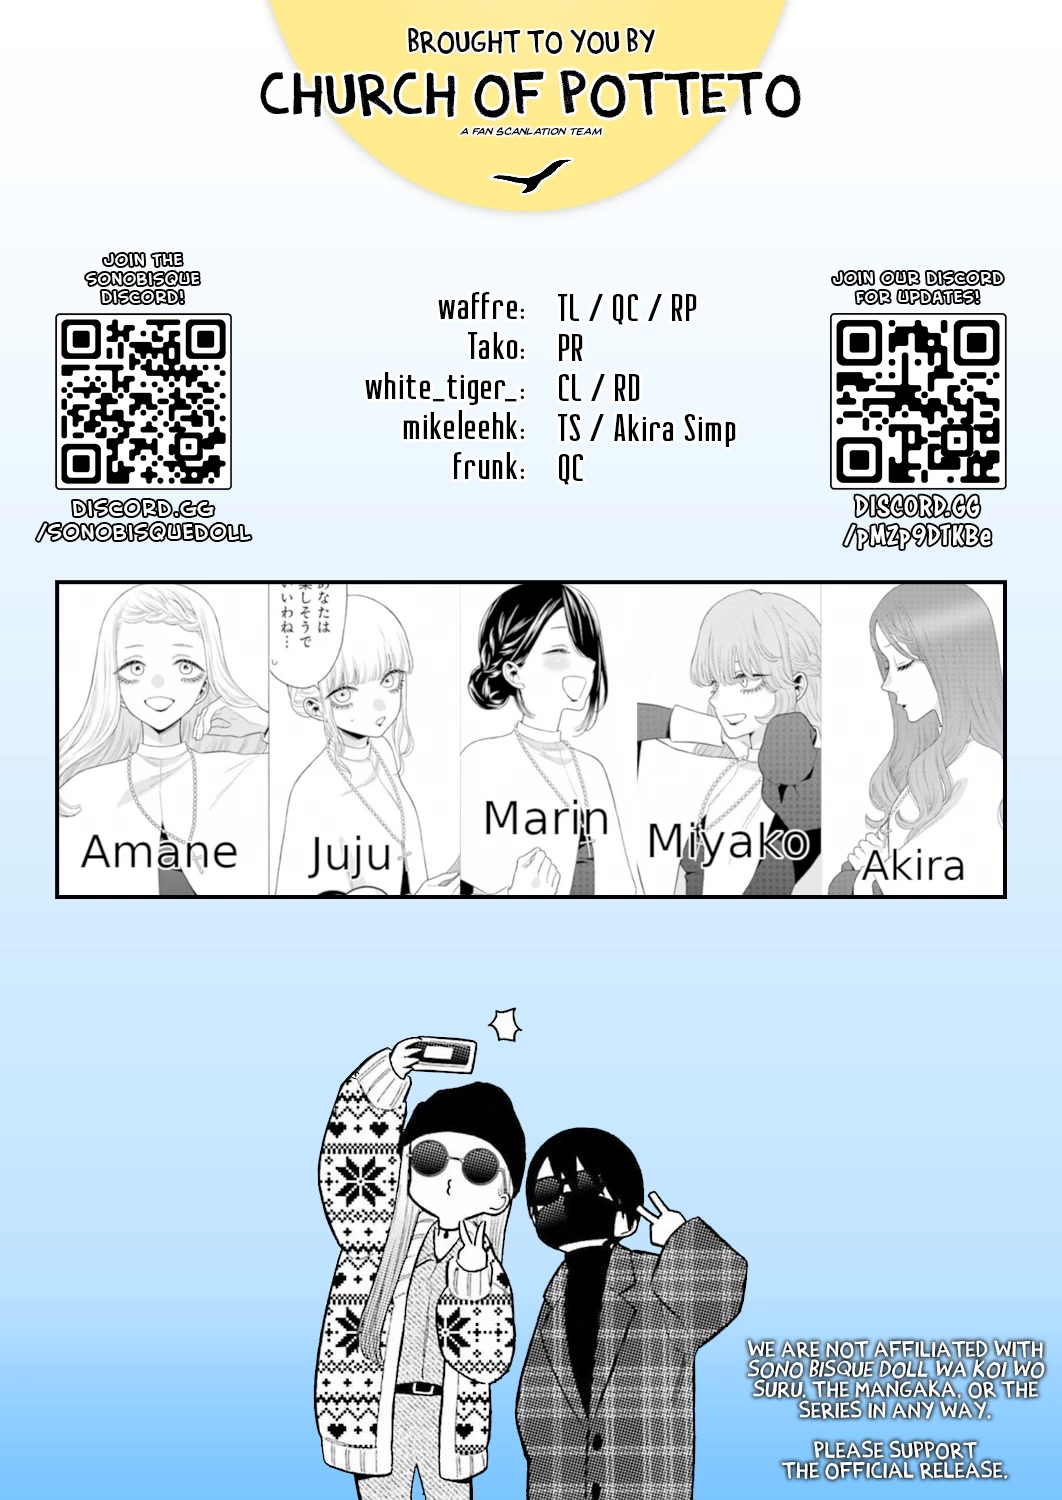 BROUGHT TO YOU BY
CHURCH OF POTTETO
A FAN SCANLATION TEAM
JOIN THE
SONOBISQUE
DISCORD!
DISCORD.GG
/SONOBISQUEDOLL
waffre: TL / QC / RP
Tako: PR
white_tiger_: CL / RD
mikeleehk: TS / Akira Simp
frunk: QC
JOIN OUR DISCORD
FOR UPDATES!
DISCORD.GG
/pMZp9DTKBe
あなたは
楽しそうで
いいわね…
Amane
Juju
Marin
Miyako
Akira
WE ARE NOT AFFILIATED WITH
SONO BISQUE DOLL WA KOI WO
SURU, THE MANGAKA, OR THE
SERIES IN ANY WAY.
PLEASE SUPPORT
THE OFFICIAL RELEASE.